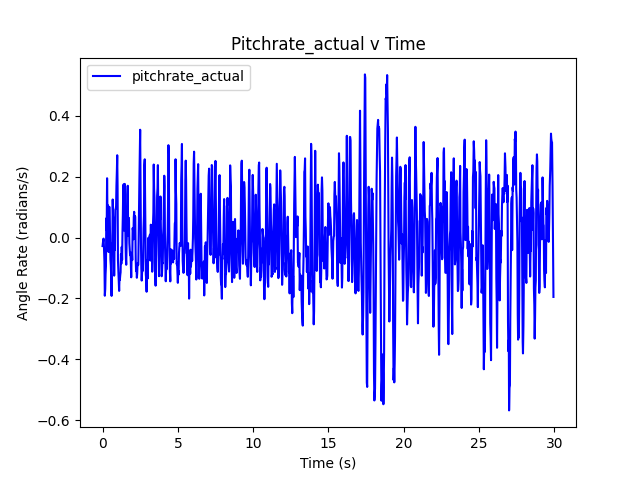 Pitchrate_actual v Time
pitchrate_actual
Angle Rate (radians/s)
0.4
0.2
0.0
−0.2
−0.4
−0.6
0 5 10 15 20 25 30
Time (s)